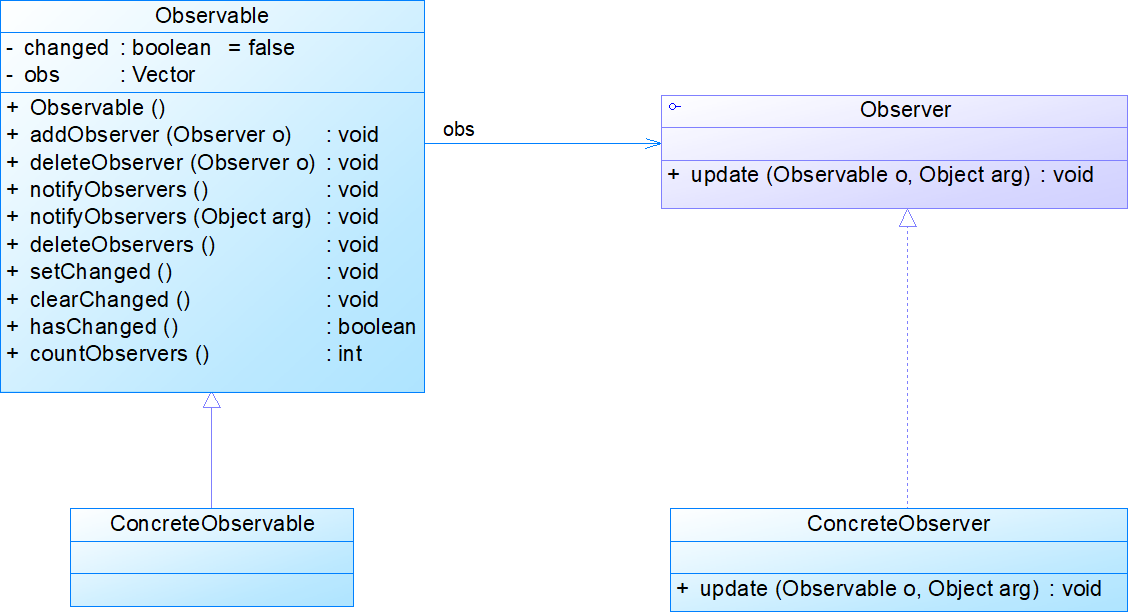 Observable
- changed : boolean = false
- obs : Vector
+ Observable ()
+ addObserver (Observer o) : void
+ deleteObserver (Observer o) : void
+ notifyObservers () : void
+ notifyObservers (Object arg) : void
+ deleteObservers () : void
+ setChanged () : void
+ clearChanged () : void
+ hasChanged () : boolean
+ countObservers () : int
obs
Observer
+ update (Observable o, Object arg) : void
ConcreteObservable
ConcreteObserver
+ update (Observable o, Object arg) : void